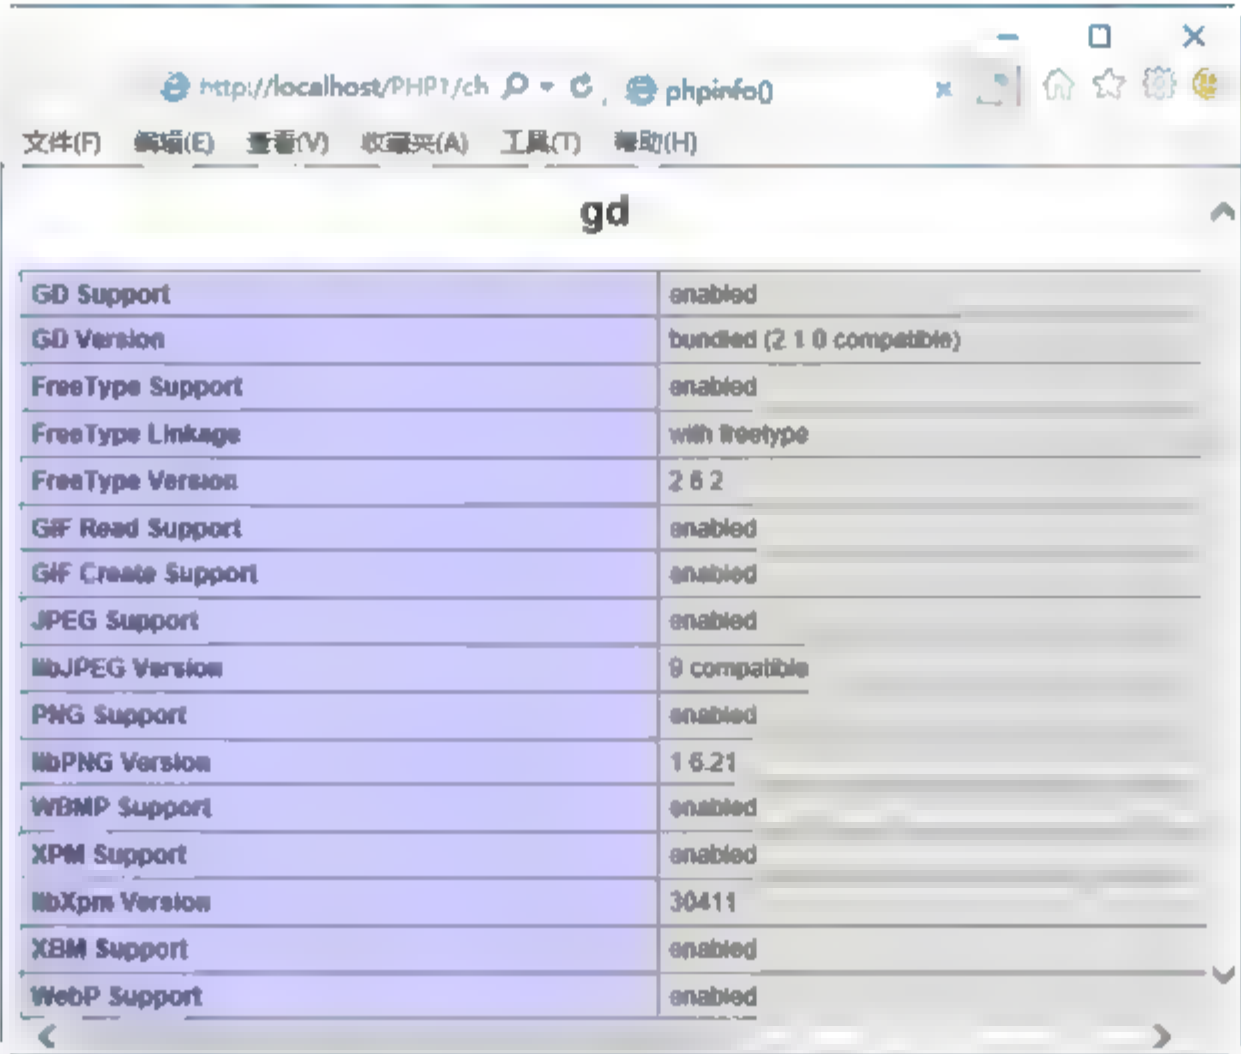 http://localhost/PHP1/ch phpinfo()
文件(F) 编辑(E) 查看(V) 收藏夹(A) 工具(T) 帮助(H)
gd
GD Support enabled
GD Version bundled (2 1 0 compatible)
FreeType Support enabled
FreeType Linkage with freetype
FreeType Version 2 6 2
GIF Read Support enabled
GIF Create Support enabled
JPEG Support enabled
libJPEG Version 9 compatible
PNG Support enabled
libPNG Version 1 6.21
WBMP Support enabled
XPM Support enabled
libXpm Version 30411
XBM Support enabled
WebP Support enabled